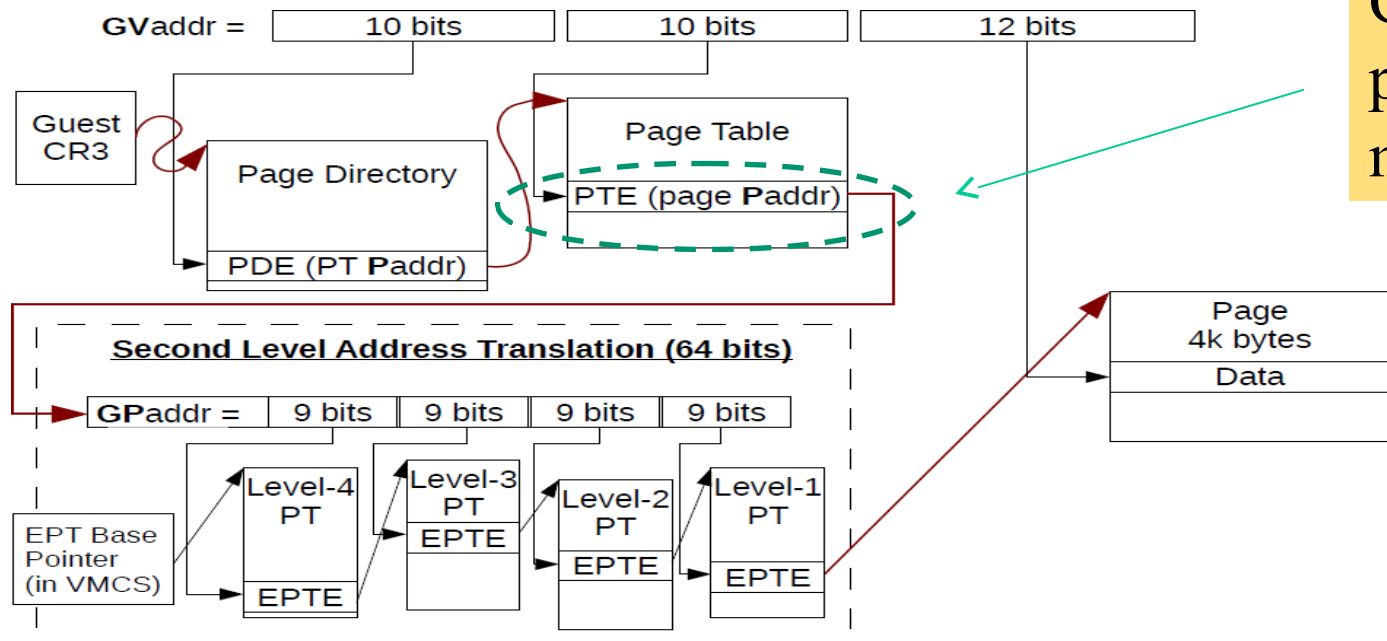 GVaddr =
10 bits
10 bits
12 bits
Guest
CR3
Page Directory
PDE (PT Paddr)
Page Table
PTE (page Paddr)
Page
4k bytes
Data
Second Level Address Translation (64 bits)
GPaddr =
9 bits
9 bits
9 bits
9 bits
EPT Base
Pointer
(in VMCS)
Level-4
PT
EPTE
Level-3
PT
EPTE
Level-2
PT
EPTE
Level-1
PT
EPTE